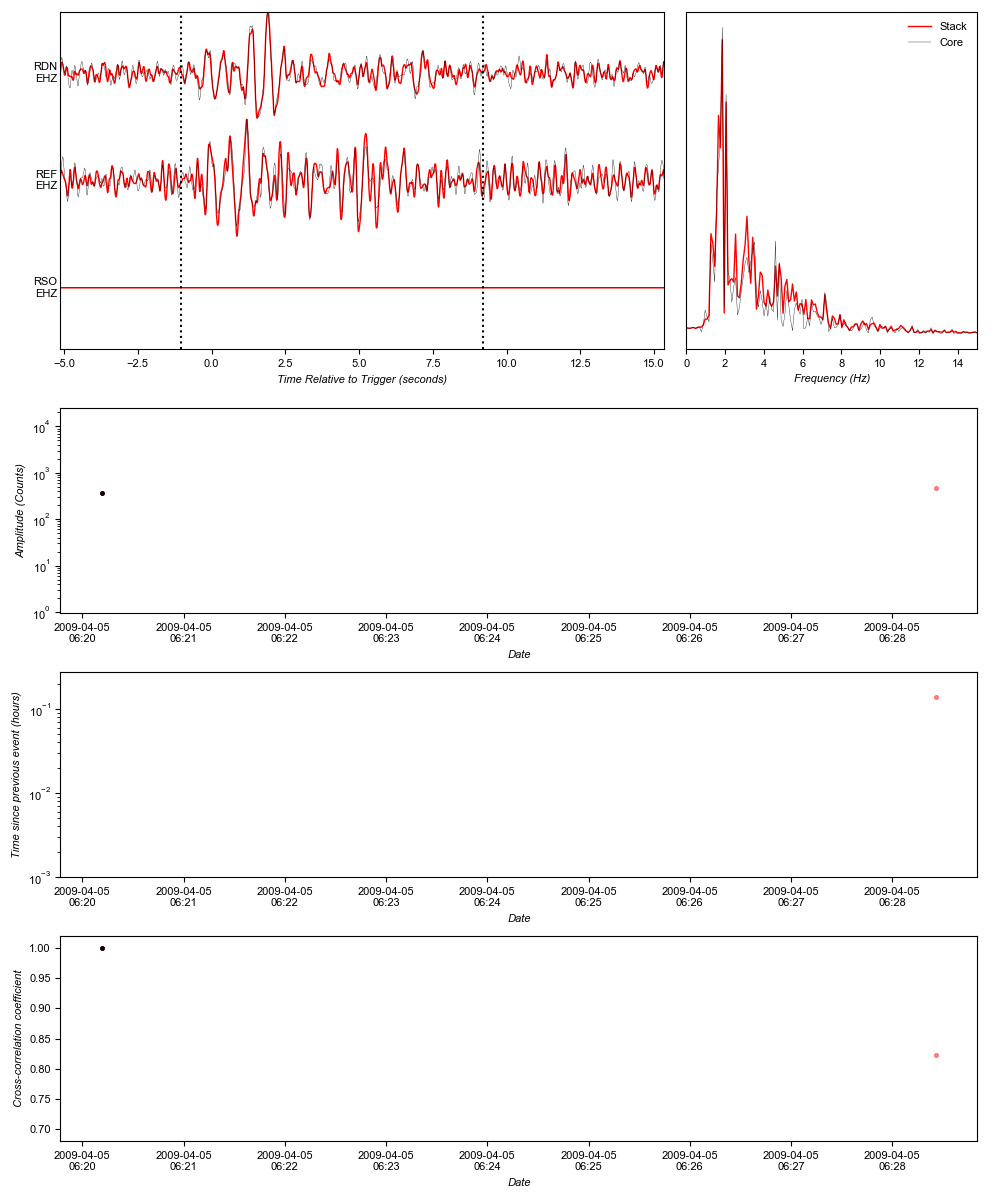 RDN
EHZ
REF
EHZ
RSO
EHZ
−5.0 −2.5 0.0 2.5 5.0 7.5 10.0 12.5 15.0
Time Relative to Trigger (seconds)
Stack
Core
0 2 4 6 8 10 12 14
Frequency (Hz)
10⁴
10³
10²
10¹
10⁰
Amplitude (Counts)
2009-04-05 2009-04-05 2009-04-05 2009-04-05 2009-04-05 2009-04-05 2009-04-05 2009-04-05 2009-04-05
06:20 06:21 06:22 06:23 06:24 06:25 06:26 06:27 06:28
Date
10⁻¹
10⁻²
10⁻³
Time since previous event (hours)
2009-04-05 2009-04-05 2009-04-05 2009-04-05 2009-04-05 2009-04-05 2009-04-05 2009-04-05 2009-04-05
06:20 06:21 06:22 06:23 06:24 06:25 06:26 06:27 06:28
Date
1.00
0.95
0.90
0.85
0.80
0.75
0.70
Cross-correlation coefficient
2009-04-05 2009-04-05 2009-04-05 2009-04-05 2009-04-05 2009-04-05 2009-04-05 2009-04-05 2009-04-05
06:20 06:21 06:22 06:23 06:24 06:25 06:26 06:27 06:28
Date